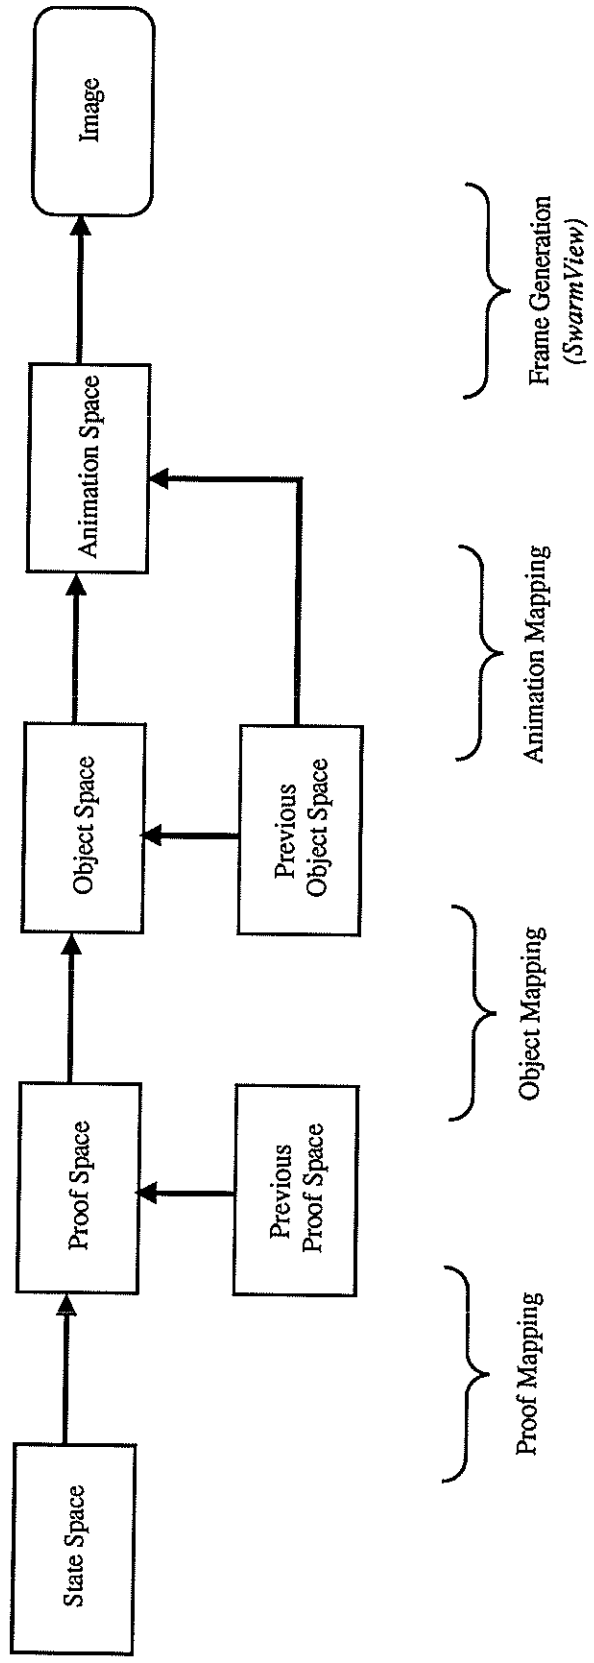 State Space
Proof Space
Object Space
Animation Space
Image
Previous
Proof Space
Previous
Object Space
Proof Mapping
Object Mapping
Animation Mapping
Frame Generation
(SwarmView)